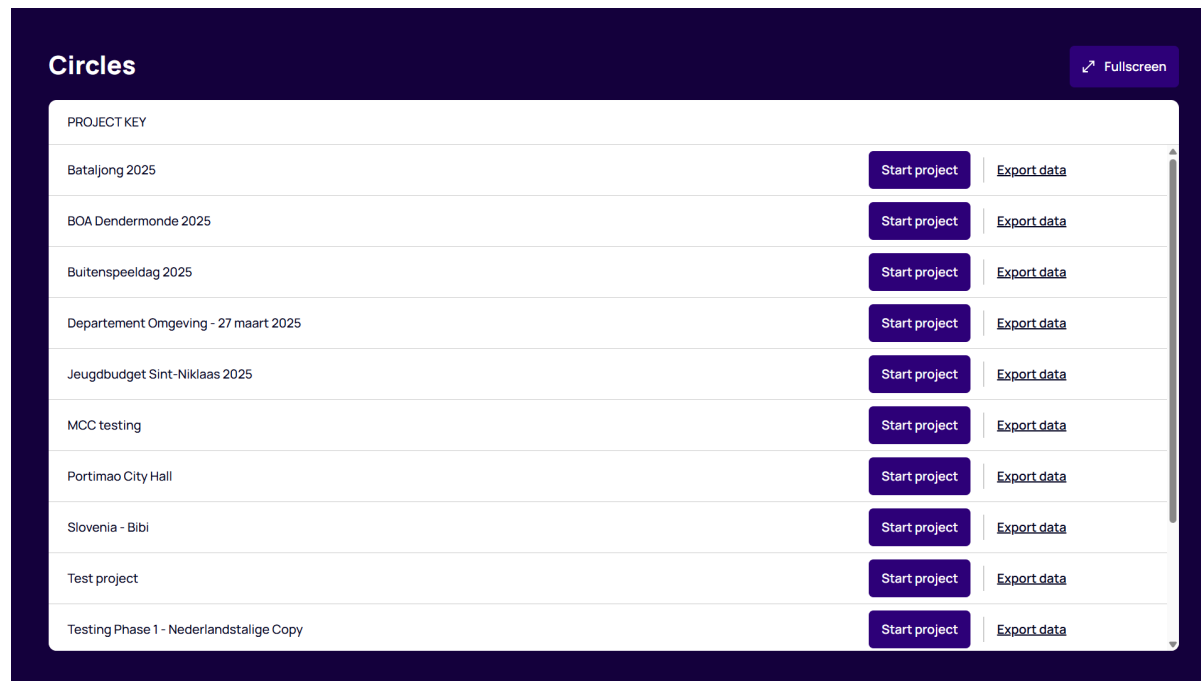 Circles
Fullscreen
PROJECT KEY
Bataljong 2025 Start project Export data
BOA Dendermonde 2025 Start project Export data
Buitenspeeldag 2025 Start project Export data
Departement Omgeving - 27 maart 2025 Start project Export data
Jeugdbudget Sint-Niklaas 2025 Start project Export data
MCC testing Start project Export data
Portimao City Hall Start project Export data
Slovenia - Bibi Start project Export data
Test project Start project Export data
Testing Phase 1 - Nederlandstalige Copy Start project Export data